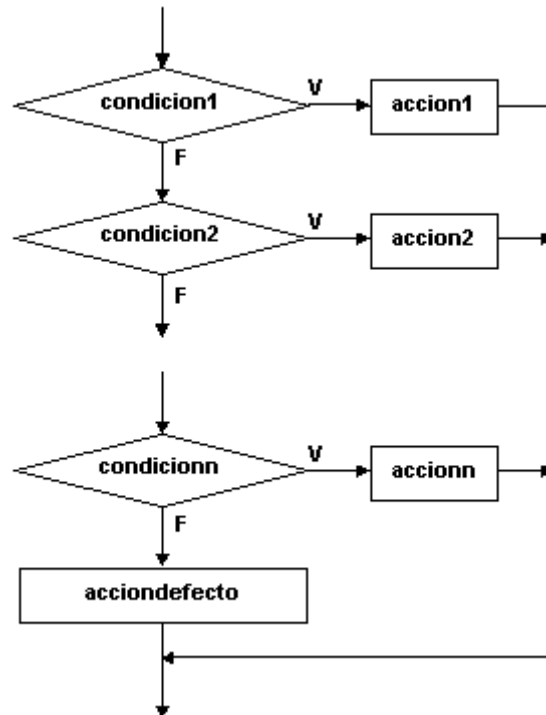 condicion1
V
accion1
F
condicion2
V
accion2
F
condicionn
V
accionn
F
acciondefecto